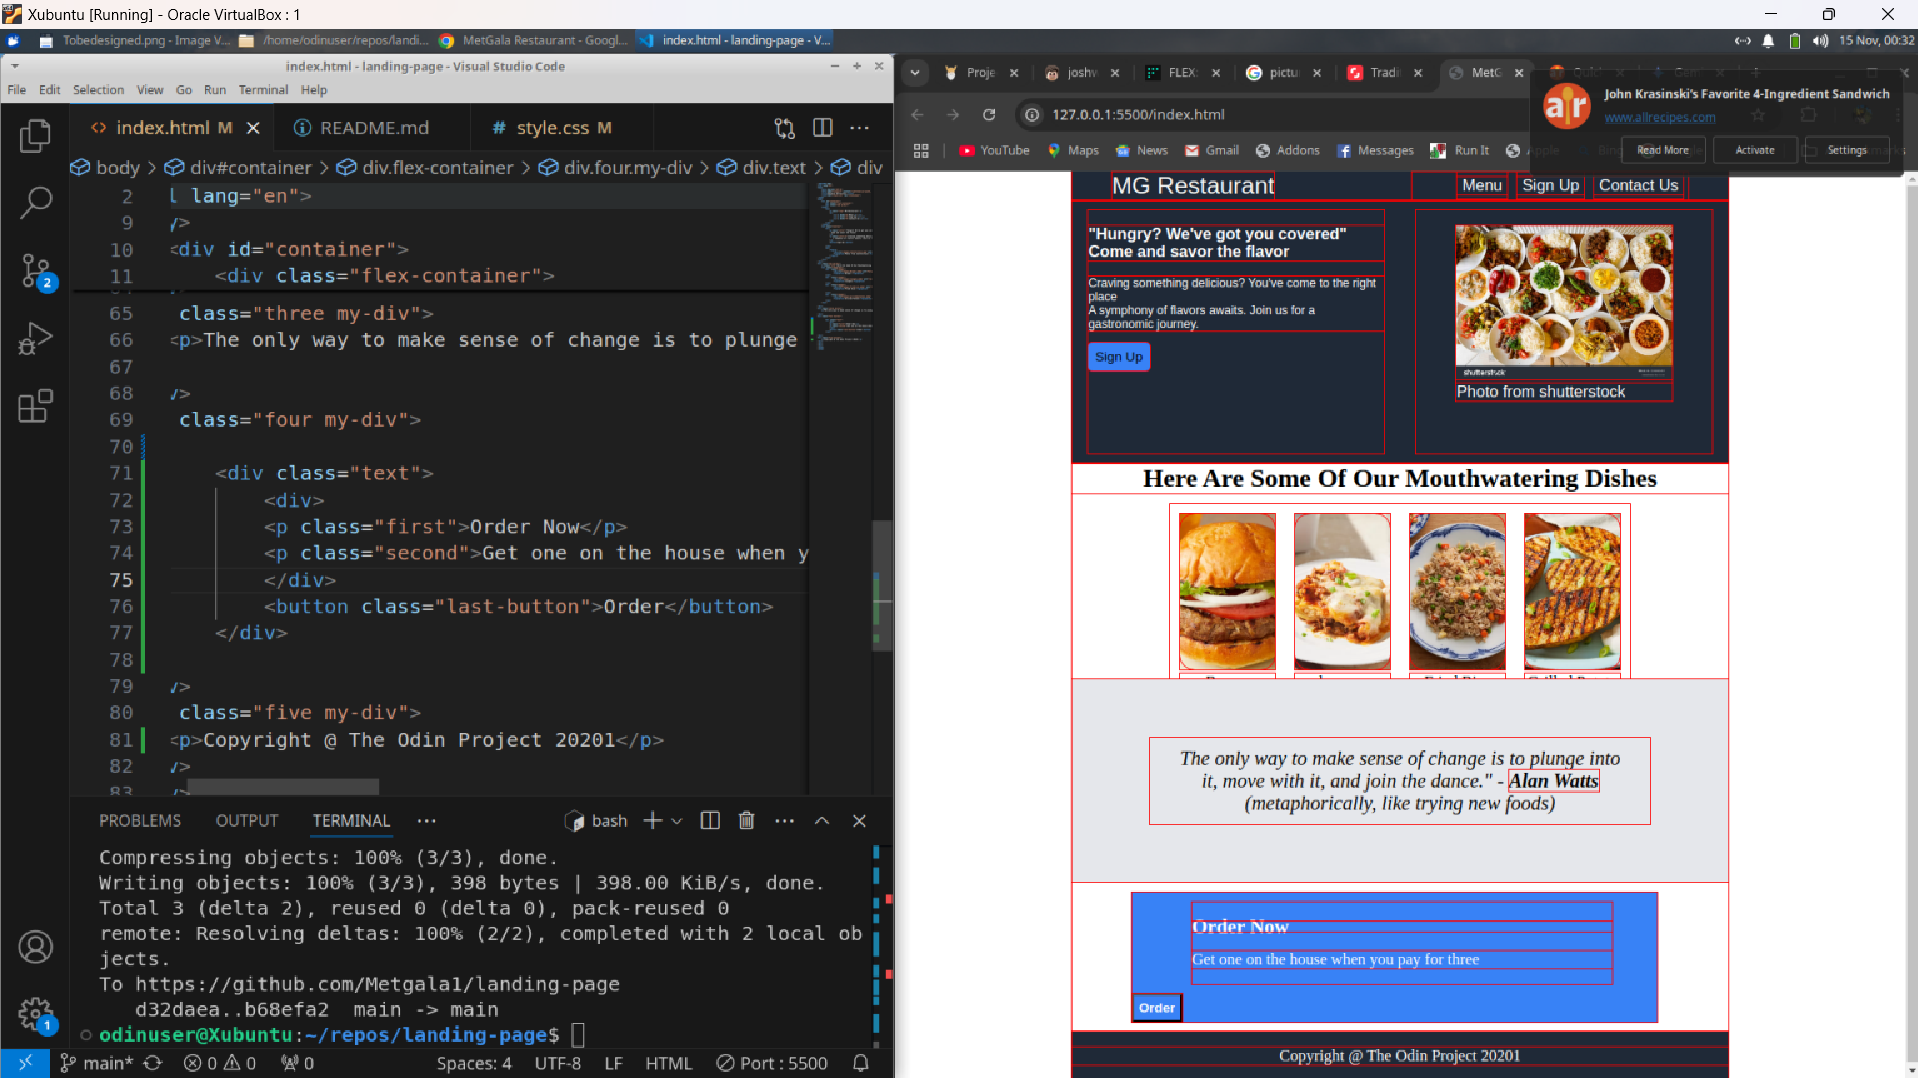 Xubuntu [Running] - Oracle VirtualBox : 1
Tobedesigned.png - Image V... /home/odinuser/repos/landi... MetGala Restaurant - Googl... index.html - landing-page - V... 15 Nov, 00:32
index.html - landing-page - Visual Studio Code
File Edit Selection View Go Run Terminal Help
index.html M README.md # style.css M ...
body > div#container > div.flex-container > div.four.my-div > div.text > div
2 l lang="en">
9 />
10 <div id="container">
11 <div class="flex-container">
65 class="three my-div">
66 <p>The only way to make sense of change is to plunge
67
68 />
69 class="four my-div">
70
71 <div class="text">
72 <div>
73 <p class="first">Order Now</p>
74 <p class="second">Get one on the house when y
75 </div>
76 <button class="last-button">Order</button>
77 </div>
78
79 />
80 class="five my-div">
81 <p>Copyright @ The Odin Project 20201</p>
82 />
83
2
1
PROBLEMS OUTPUT TERMINAL ... bash ...
Compressing objects: 100% (3/3), done.
Writing objects: 100% (3/3), 398 bytes | 398.00 KiB/s, done.
Total 3 (delta 2), reused 0 (delta 0), pack-reused 0
remote: Resolving deltas: 100% (2/2), completed with 2 local ob
jects.
To https://github.com/Metgala1/landing-page
d32daea..b68efa2 main -> main
odinuser@Xubuntu:~/repos/landing-page$
main* 0 0 0 Spaces: 4 UTF-8 LF HTML Port : 5500
Proje joshv FLEX: pictu Tradi MetG
127.0.0.1:5500/index.html
YouTube Maps News Gmail Addons Messages Run It Apple
ar
John Krasinski's Favorite 4-Ingredient Sandwich
www.allrecipes.com
Read More Activate Settings
MG Restaurant Menu Sign Up Contact Us
"Hungry? We've got you covered"
Come and savor the flavor
Craving something delicious? You've come to the right
place
A symphony of flavors awaits. Join us for a
gastronomic journey.
Sign Up
shutterstock
Photo from shutterstock
Here Are Some Of Our Mouthwatering Dishes
The only way to make sense of change is to plunge into
it, move with it, and join the dance." - Alan Watts
(metaphorically, like trying new foods)
Order Now
Get one on the house when you pay for three
Order
Copyright @ The Odin Project 20201